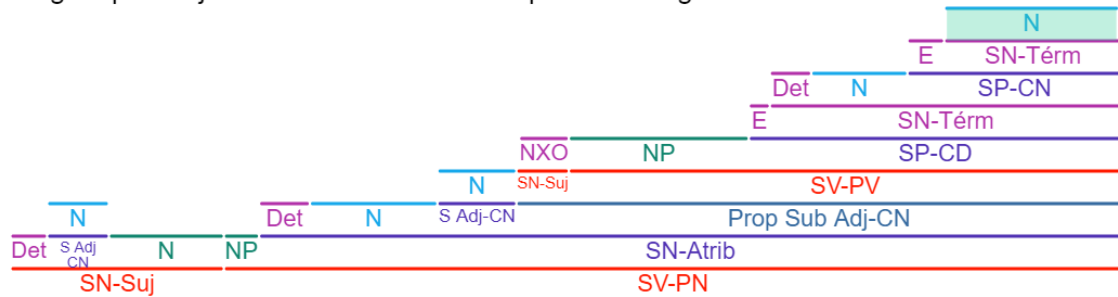 N
E SN-Térm
Det N SP-CN
E SN-Térm
NXO NP SP-CD
N SN-Suj SV-PV
N Det N S Adj-CN Prop Sub Adj-CN
Det S Adj CN N NP SN-Atrib
SN-Suj SV-PN